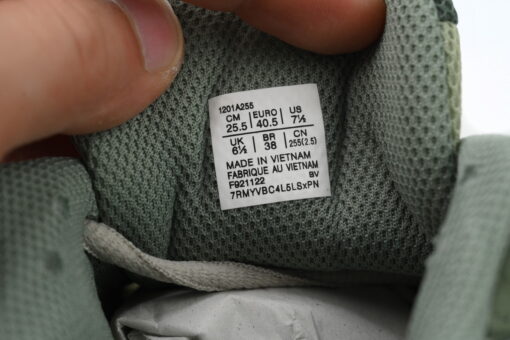 1201A256
CM EURO US
25.5 40.5 7½
UK BR CN
6½ 38 255(2.5)
MADE IN VIETNAM
FABRIQUE AU VIETNAM
F921122 BV
7RMYVBC4L5LSxPN